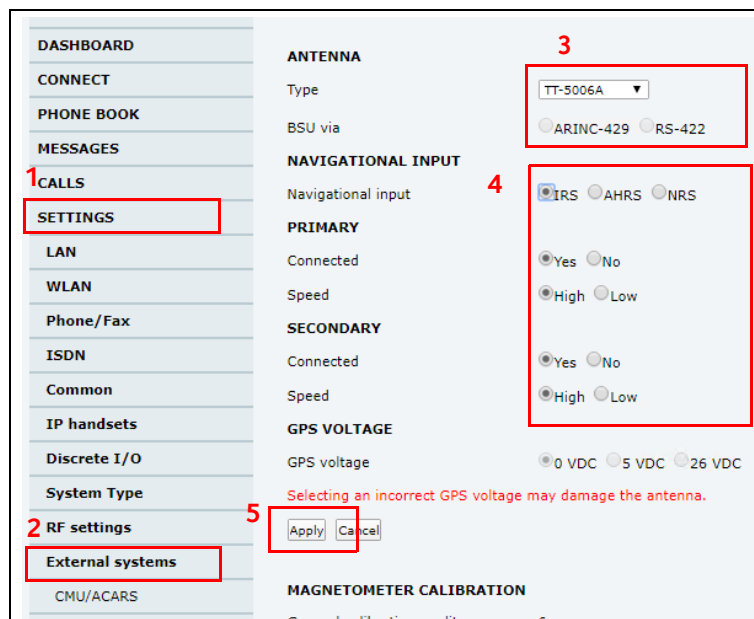 DASHBOARD
CONNECT
PHONE BOOK
MESSAGES
1
CALLS
SETTINGS
LAN
WLAN
Phone/Fax
ISDN
Common
IP handsets
Discrete I/O
System Type
2
RF settings
External systems
CMU/ACARS
ANTENNA
3
Type TT-5006A
BSU via ARINC-429 RS-422
NAVIGATIONAL INPUT
4
Navigational input IRS AHRS NRS
PRIMARY
Connected Yes No
Speed High Low
SECONDARY
Connected Yes No
Speed High Low
GPS VOLTAGE
GPS voltage 0 VDC 5 VDC 26 VDC
Selecting an incorrect GPS voltage may damage the antenna.
5
Apply Cancel
MAGNETOMETER CALIBRATION